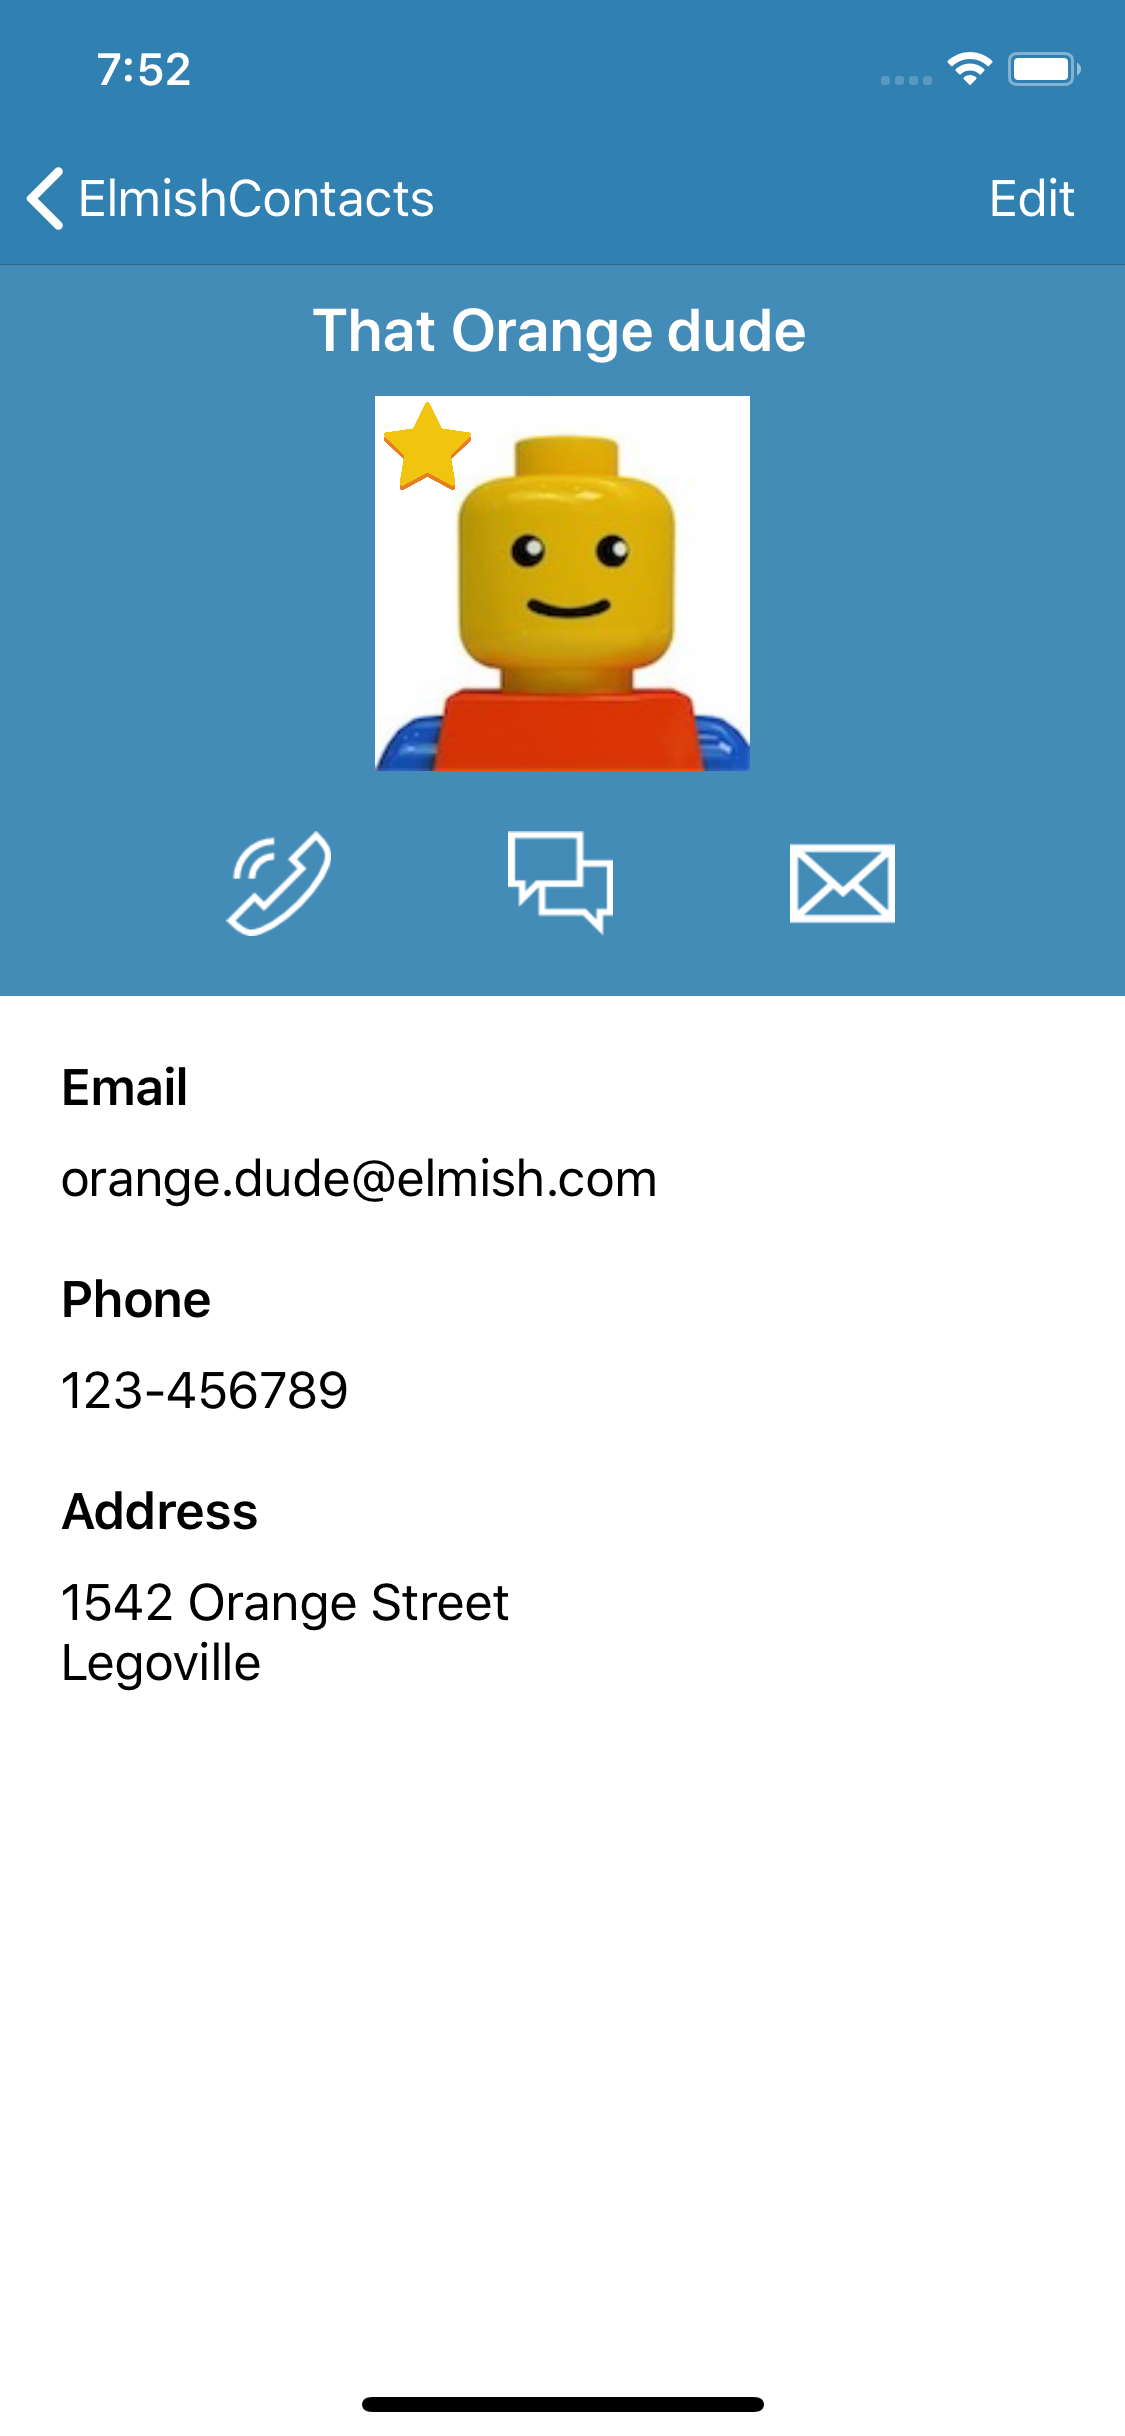 7:52
ElmishContacts
Edit
That Orange dude
Email
orange.dude@elmish.com
Phone
123-456789
Address
1542 Orange Street
Legoville